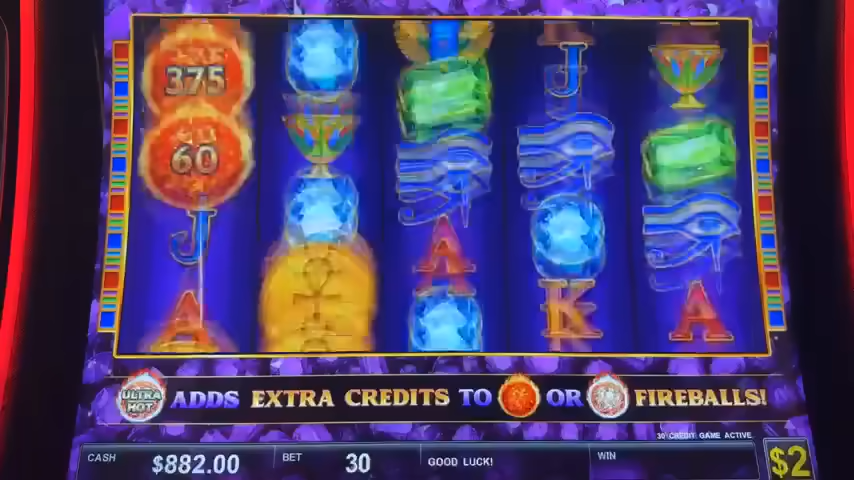 375
60
J
J
A
A
K
A
ULTRA HOT ADDS EXTRA CREDITS TO OR FIREBALLS!
30 CREDIT GAME ACTIVE
CASH $882.00 BET 30 GOOD LUCK! WIN $2